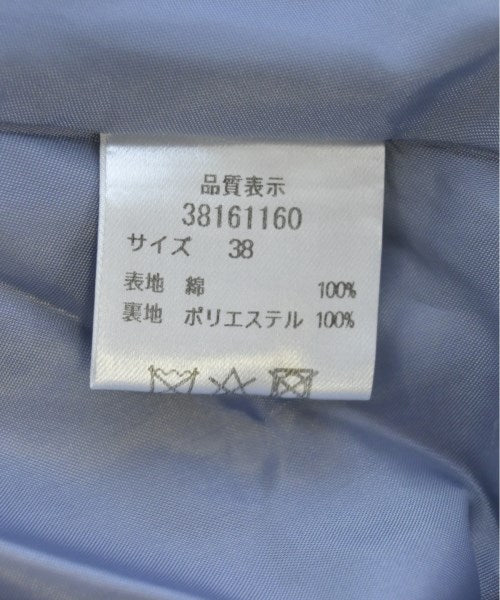 品質表示
38161160
サイズ 38
表地 綿 100%
裏地 ポリエステル 100%